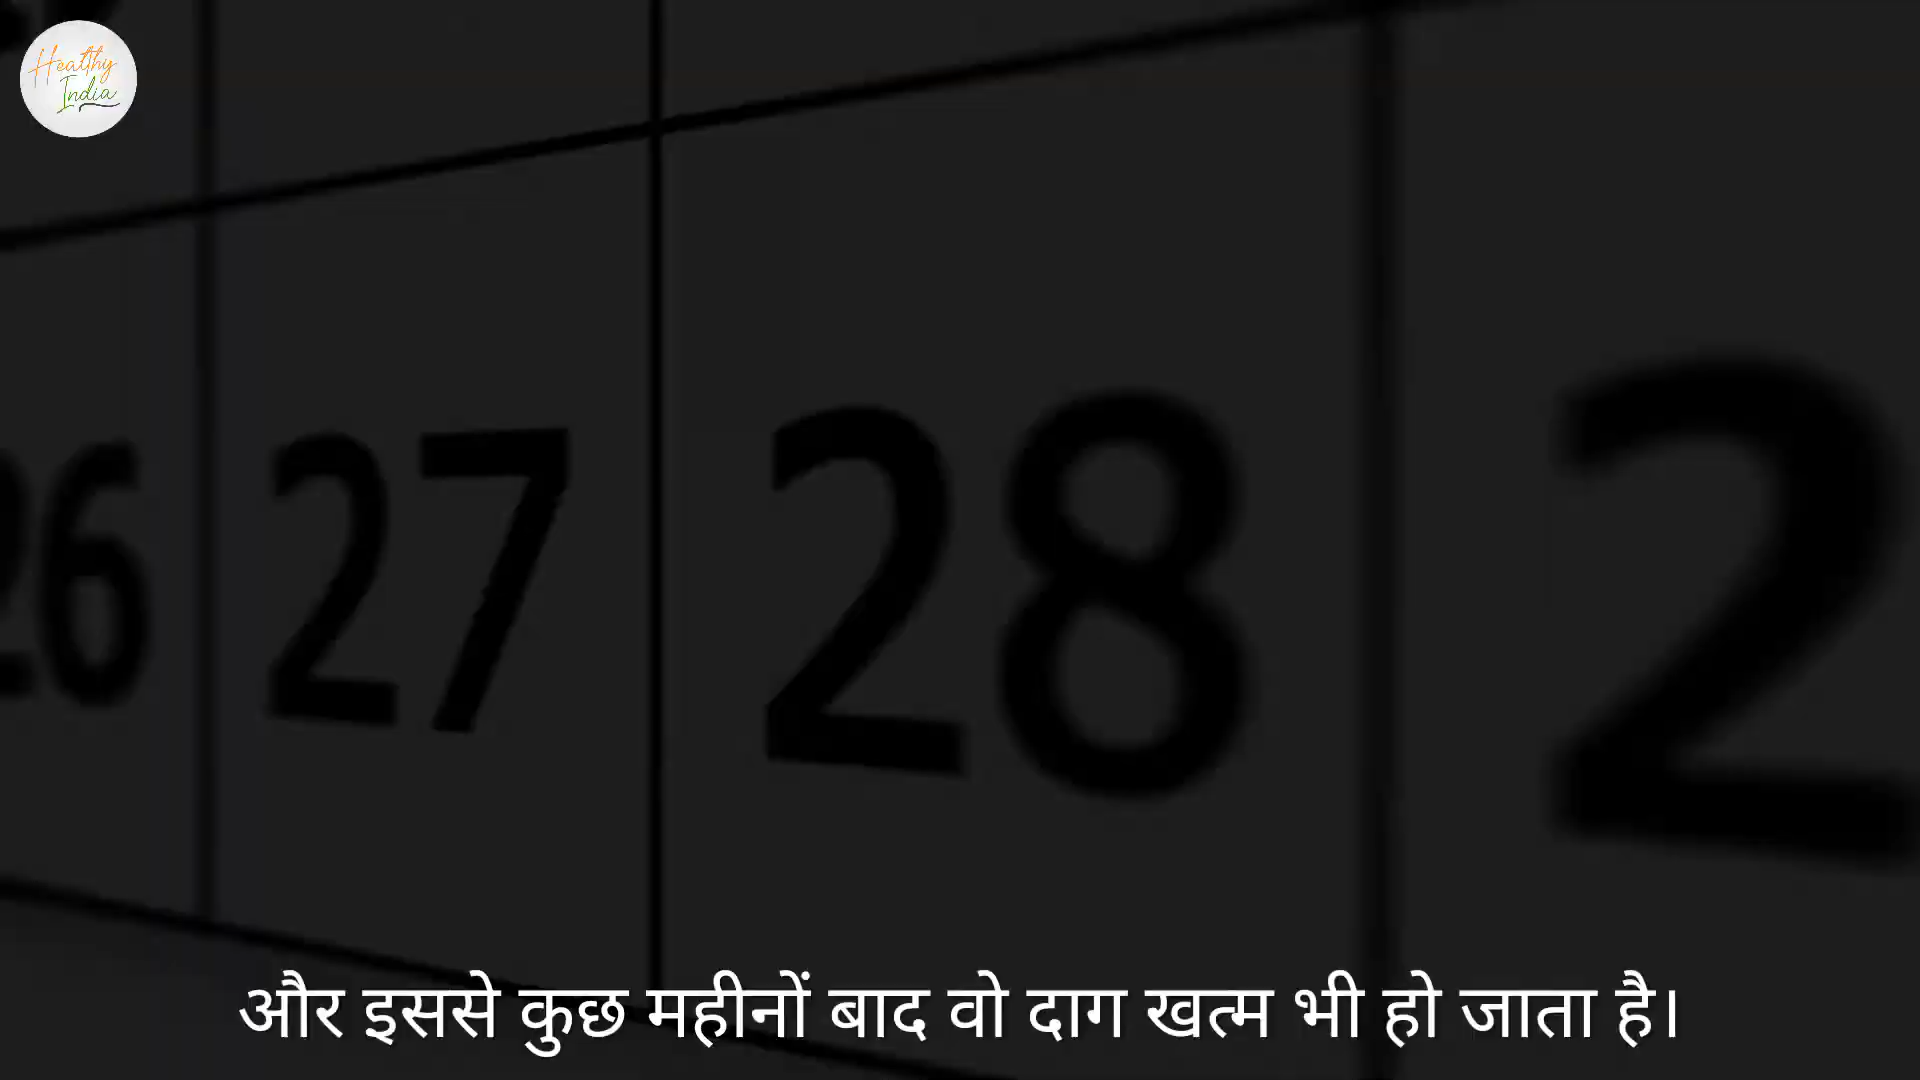 Healthy
India
26
27
28
2
और इससे कुछ महीनों बाद वो दाग खत्म भी हो जाता है।